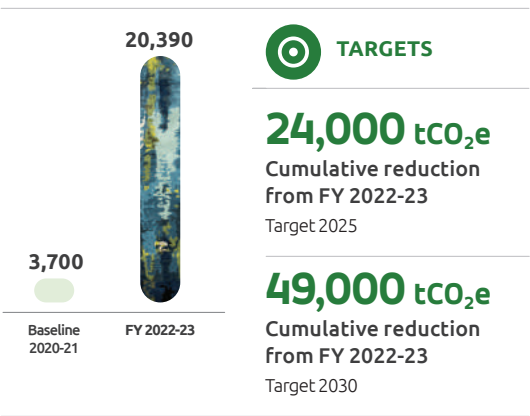 20,390
3,700
Baseline
2020-21
FY 2022-23
TARGETS
24,000 tCO₂e
Cumulative reduction
from FY 2022-23
Target 2025
49,000 tCO₂e
Cumulative reduction
from FY 2022-23
Target 2030